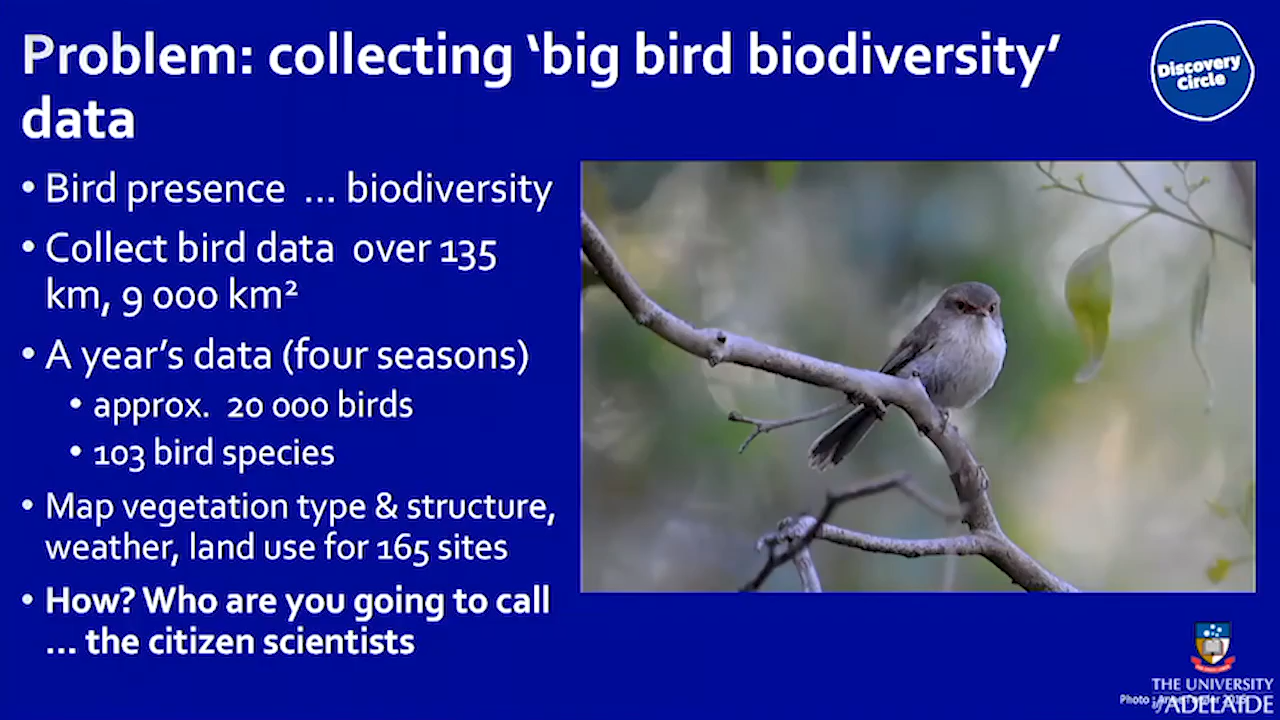 Problem: collecting ‘big bird biodiversity’
data
Discovery
Circle
• Bird presence ... biodiversity
• Collect bird data over 135
km, 9 000 km²
• A year’s data (four seasons)
• approx. 20 000 birds
• 103 bird species
• Map vegetation type & structure,
weather, land use for 165 sites
• How? Who are you going to call
... the citizen scientists
THE UNIVERSITY
of ADELAIDE
Photo :